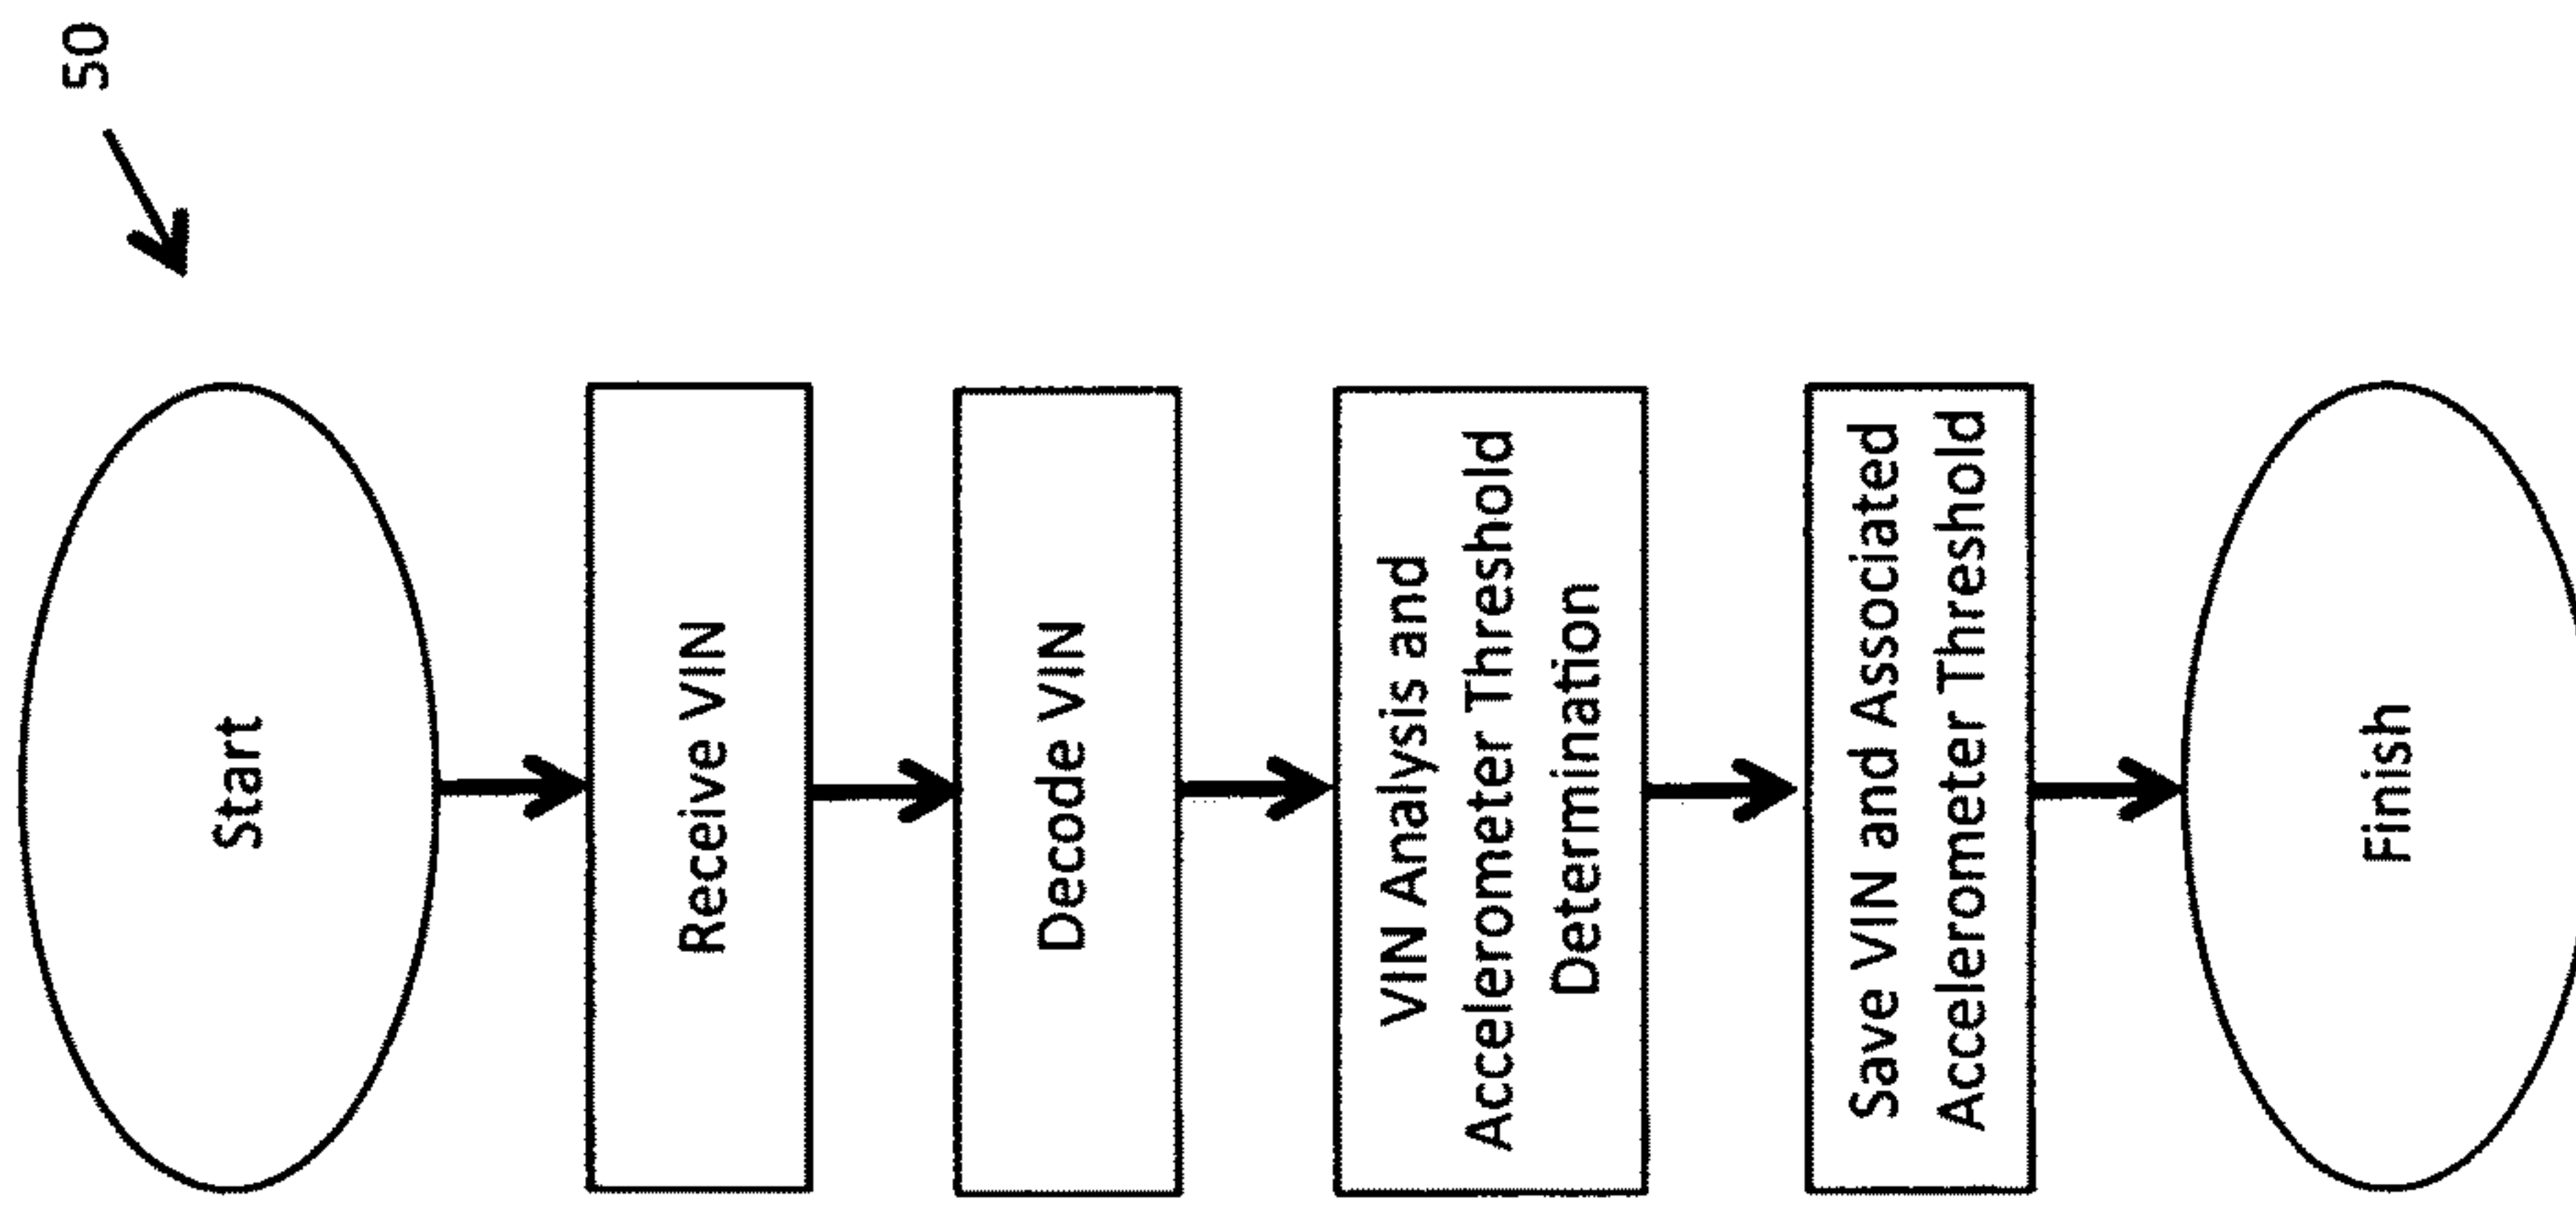 50
Start
Receive VIN
Decode VIN
VIN Analysis and
Accelerometer Threshold
Determination
Save VIN and Associated
Accelerometer Threshold
Finish